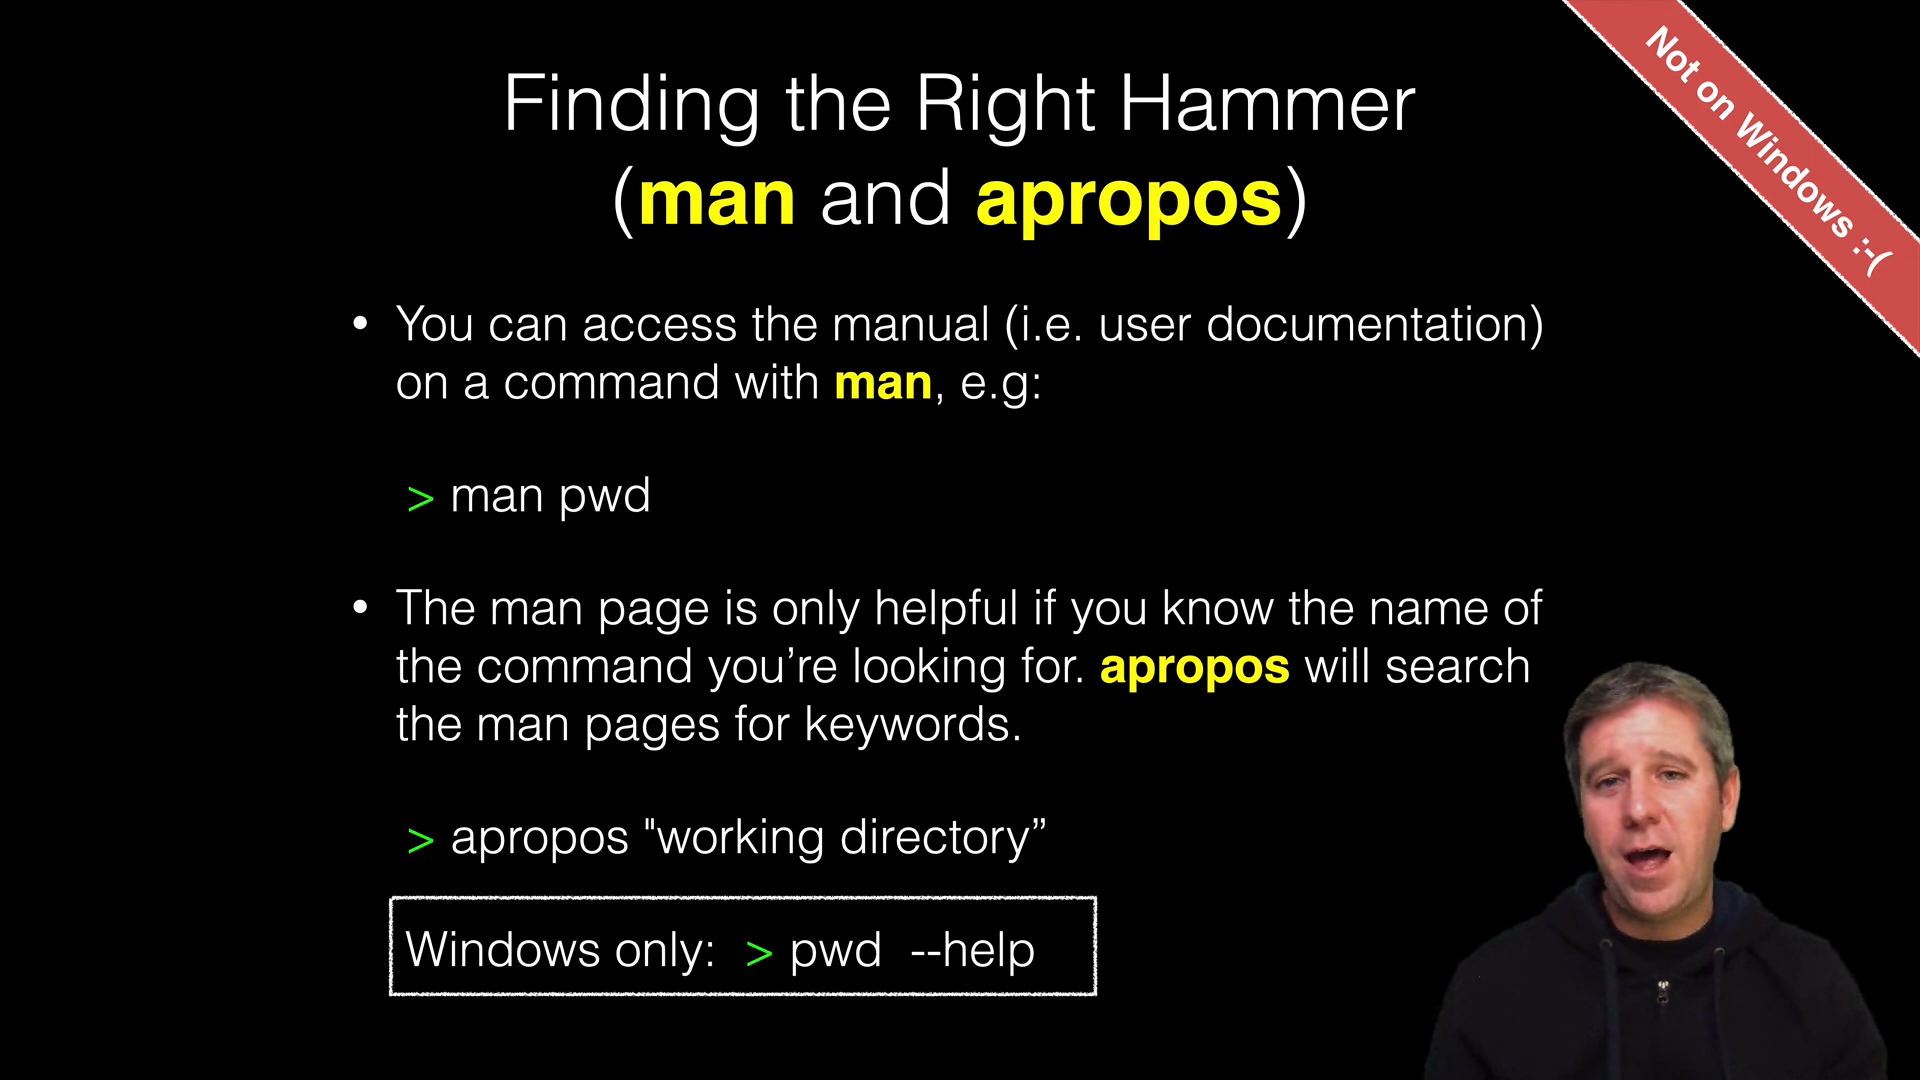 Finding the Right Hammer
(man and apropos)
Not on Windows :-(
• You can access the manual (i.e. user documentation)
on a command with man, e.g:
> man pwd
• The man page is only helpful if you know the name of
the command you’re looking for. apropos will search
the man pages for keywords.
> apropos "working directory”
Windows only:  > pwd  --help